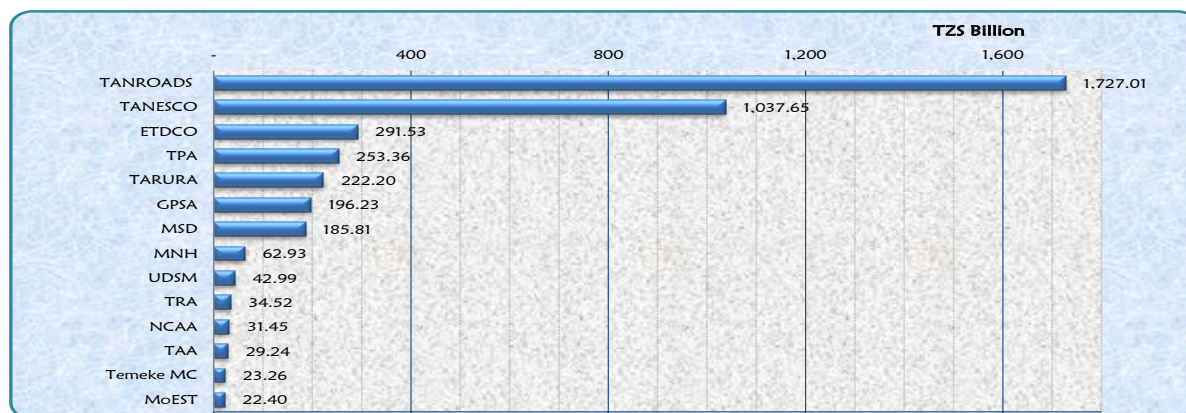 TZS Billion
- 400 800 1,200 1,600
TANROADS 1,727.01
TANESCO 1,037.65
ETDCO 291.53
TPA 253.36
TARURA 222.20
GPSA 196.23
MSD 185.81
MNH 62.93
UDSM 42.99
TRA 34.52
NCAA 31.45
TAA 29.24
Temeke MC 23.26
MoEST 22.40